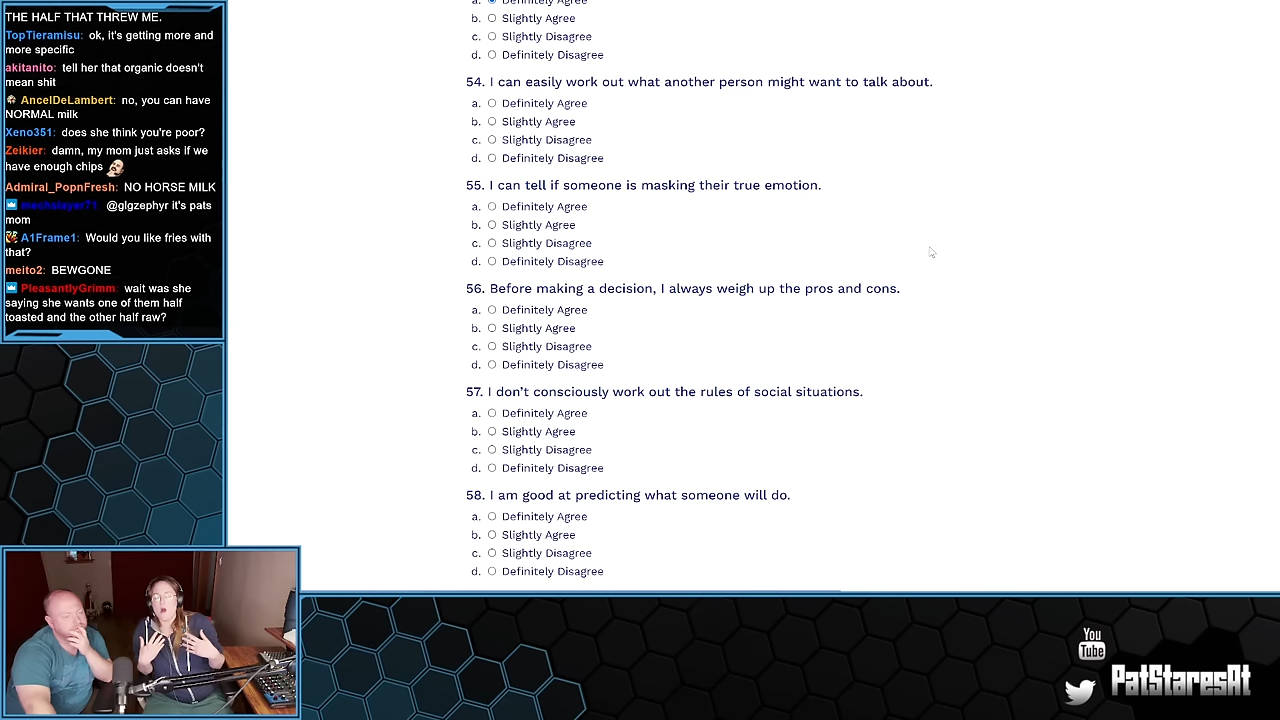 THE HALF THAT THREW ME.
TopTieramisu: ok, it's getting more and
more specific
akitanito: tell her that organic doesn't
mean shit
AncelDeLambert: no, you can have
NORMAL milk
Xeno351: does she think you're poor?
Zeikier: damn, my mom just asks if we
have enough chips
Admiral_PopnFresh: NO HORSE MILK
mechslayer71: @glgzephyr it's pats
mom
A1Frame1: Would you like fries with
that?
meito2: BEWGONE
PleasantlyGrimm: wait was she
saying she wants one of them half
toasted and the other half raw?
a. Definitely Agree
b. Slightly Agree
c. Slightly Disagree
d. Definitely Disagree
54. I can easily work out what another person might want to talk about.
a. Definitely Agree
b. Slightly Agree
c. Slightly Disagree
d. Definitely Disagree
55. I can tell if someone is masking their true emotion.
a. Definitely Agree
b. Slightly Agree
c. Slightly Disagree
d. Definitely Disagree
56. Before making a decision, I always weigh up the pros and cons.
a. Definitely Agree
b. Slightly Agree
c. Slightly Disagree
d. Definitely Disagree
57. I don't consciously work out the rules of social situations.
a. Definitely Agree
b. Slightly Agree
c. Slightly Disagree
d. Definitely Disagree
58. I am good at predicting what someone will do.
a. Definitely Agree
b. Slightly Agree
c. Slightly Disagree
d. Definitely Disagree
You
Tube
PatStaresAt